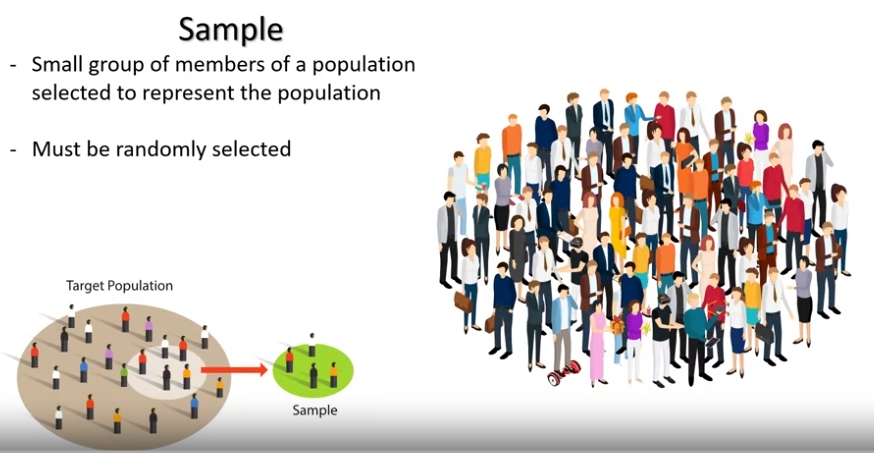 Sample
- Small group of members of a population
selected to represent the population
- Must be randomly selected
Target Population
Sample